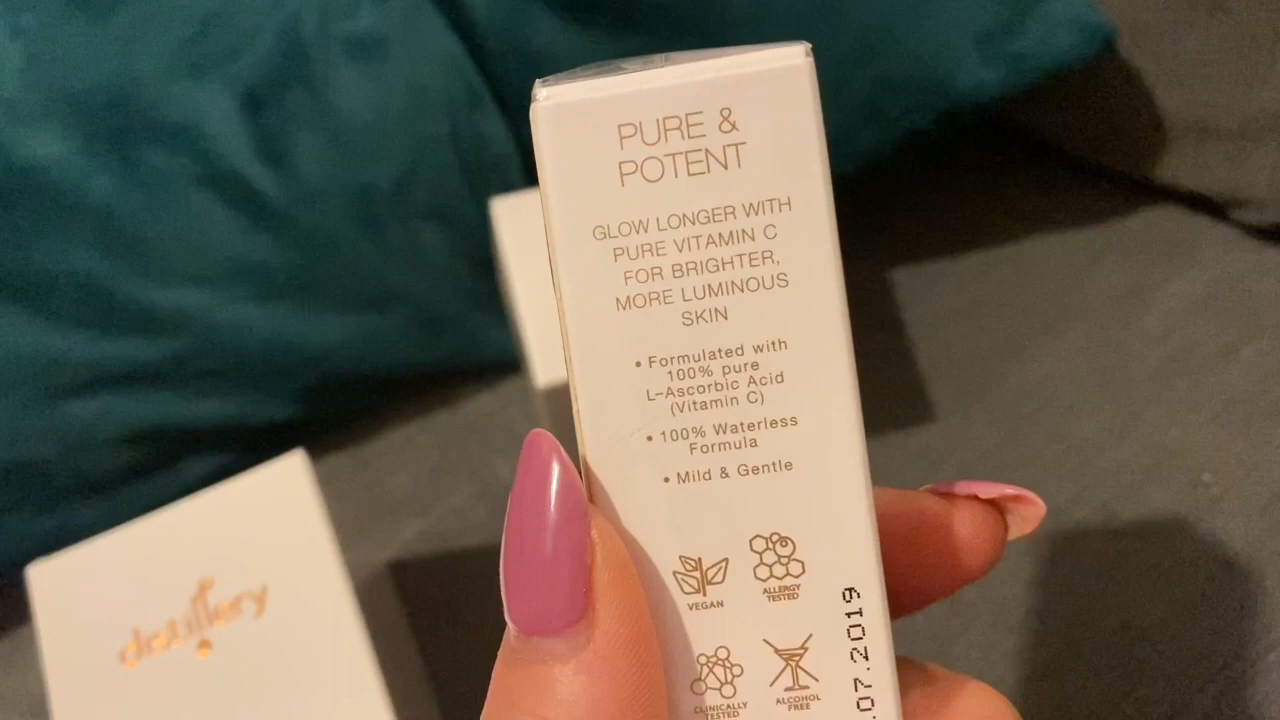 PURE &
POTENT
GLOW LONGER WITH
PURE VITAMIN C
FOR BRIGHTER,
MORE LUMINOUS
SKIN
• Formulated with
100% pure
L-Ascorbic Acid
(Vitamin C)
• 100% Waterless
Formula
• Mild & Gentle
VEGAN
ALLERGY
TESTED
CLINICALLY
TESTED
ALCOHOL
FREE
.07.2019
distillery